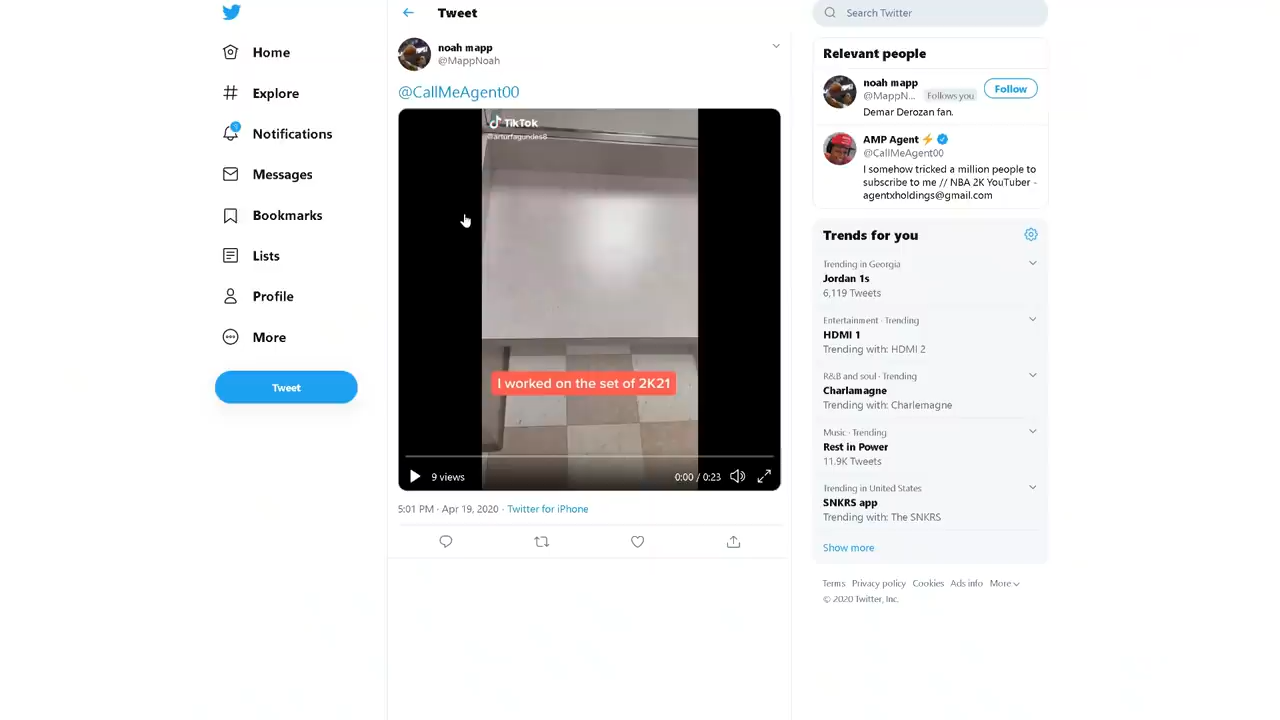 Home
Explore
Notifications
Messages
Bookmarks
Lists
Profile
More
Tweet
Tweet
noah mapp
@MappNoah
@CallMeAgent00
TikTok
@arturfagundes8
I worked on the set of 2K21
9 views
0:00 / 0:23
5:01 PM · Apr 19, 2020 · Twitter for iPhone
Search Twitter
Relevant people
noah mapp
@MappN... Follows you
Follow
Demar Derozan fan.
AMP Agent ⚡
@CallMeAgent00
I somehow tricked a million people to
subscribe to me // NBA 2K YouTuber -
agentxholdings@gmail.com
Trends for you
Trending in Georgia
Jordan 1s
6,119 Tweets
Entertainment · Trending
HDMI 1
Trending with: HDMI 2
R&B and soul · Trending
Charlamagne
Trending with: Charlemagne
Music · Trending
Rest in Power
11.9K Tweets
Trending in United States
SNKRS app
Trending with: The SNKRS
Show more
Terms Privacy policy Cookies Ads info More
© 2020 Twitter, Inc.